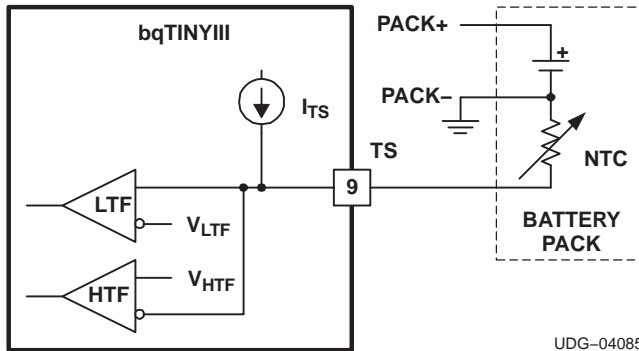 bqTINYIII
PACK+
+
PACK–
I_TS
TS
NTC
9
LTF
V_LTF
BATTERY
PACK
HTF
V_HTF
UDG–04085